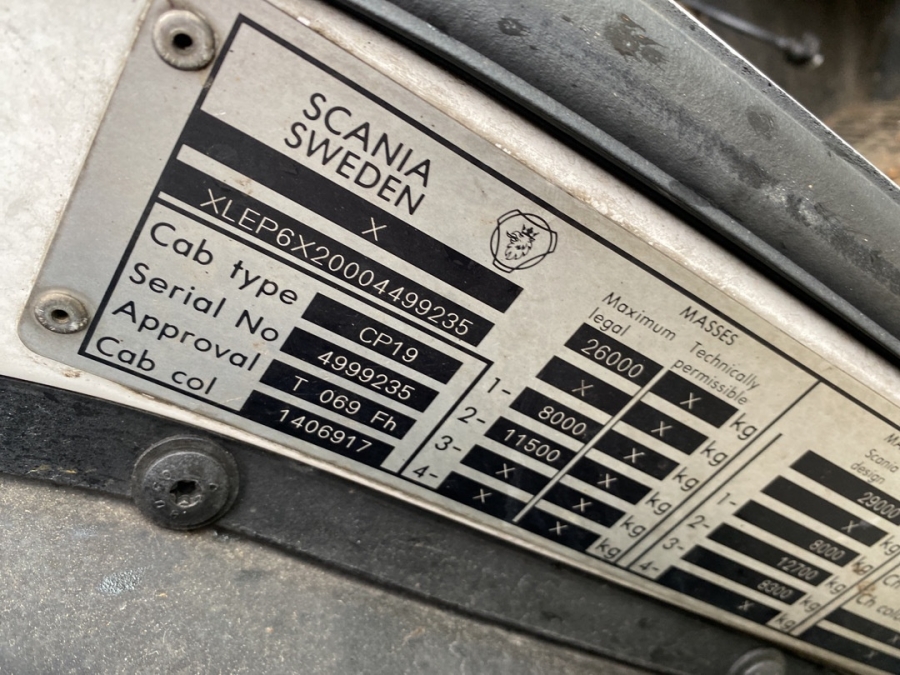 SCANIA
SWEDEN
X
XLEP6X20004499235
Cab type CP19
Serial No 4999235
Approval T 069 Fh
Cab col 1406917
MASSES
Maximum legal
Technically permissible
26000 X kg
X X kg
1- 8000 X kg
2- 11500 X kg
3- X X kg
4- X X kg
Scania design
29000
X kg
1- 8000 kg
2- 12700 kg
3- 8300 kg
4- X
Ch col
X
X